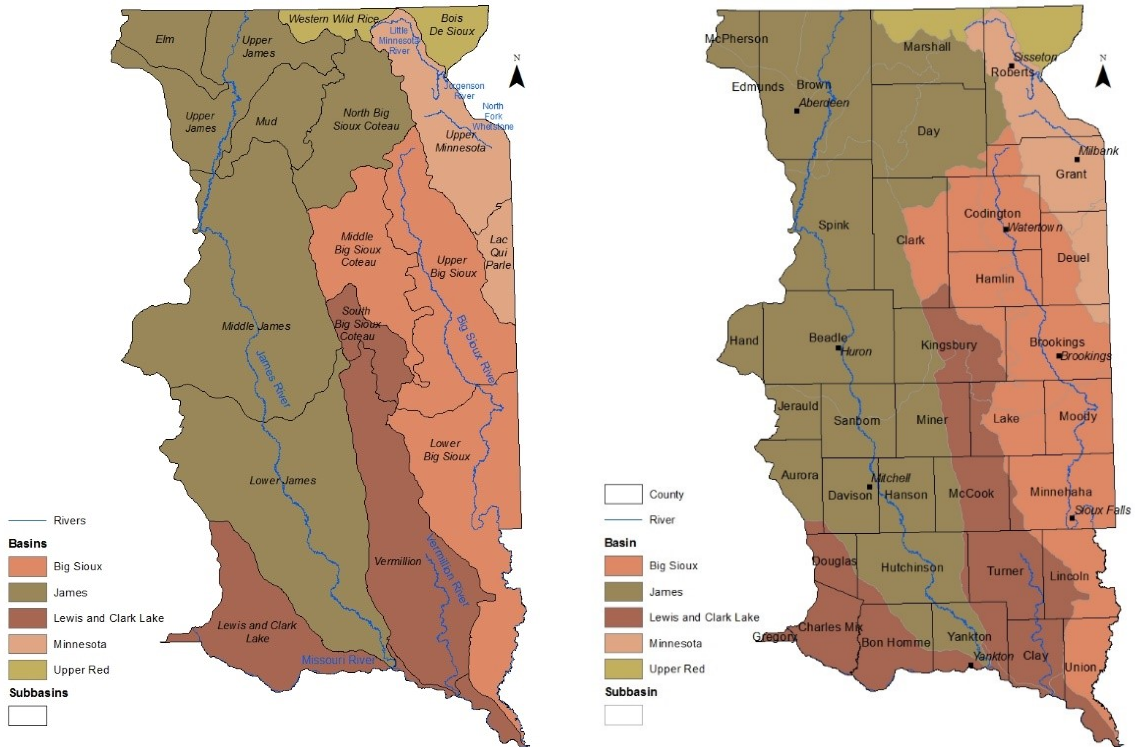 Western Wild Rice
Bois
De Sioux
Elm
Upper
James
Little
Minnesota
River
N
Jorgenson
River
North
Fork
Whetstone
North Big
Sioux Coteau
Upper
James
Mud
Upper
Minnesota
Middle
Big Sioux
Coteau
Upper
Big Sioux
Lac
Qui
Parle
South
Big Sioux
Coteau
Middle James
Big Sioux River
James River
Lower
Big Sioux
Lower James
Vermillion
Vermillion River
Lewis and Clark
Lake
Missouri River
Rivers
Basins
Big Sioux
James
Lewis and Clark Lake
Minnesota
Upper Red
Subbasins
McPherson
Marshall
Sisseton
Roberts
N
Edmunds
Brown
Aberdeen
Day
Milbank
Grant
Codington
Watertown
Spink
Clark
Deuel
Hamlin
Hand
Beadle
Huron
Kingsbury
Brookings
Brookings
Jerauld
Sanborn
Miner
Lake
Moody
Aurora
Mitchell
Davison
Hanson
McCook
Minnehaha
Sioux Falls
Douglas
Hutchinson
Turner
Lincoln
Gregory
Charles Mix
Bon Homme
Yankton
Yankton
Clay
Union
County
River
Basin
Big Sioux
James
Lewis and Clark Lake
Minnesota
Upper Red
Subbasin